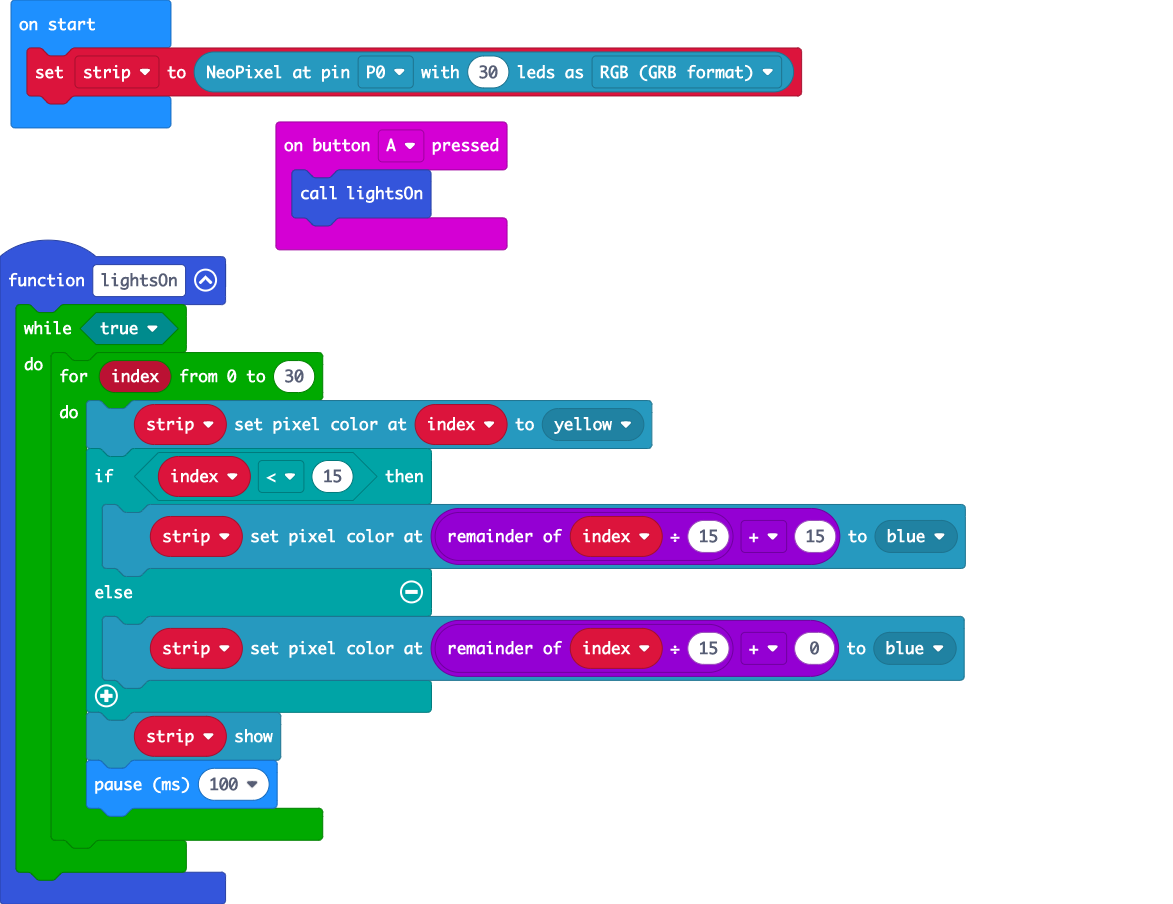 on start
set strip to NeoPixel at pin P0 with 30 leds as RGB (GRB format)
on button A pressed
call lightsOn
function lightsOn
while true
do
for index from 0 to 30
do
strip set pixel color at index to yellow
if index < 15 then
strip set pixel color at remainder of index ÷ 15 + 15 to blue
else
strip set pixel color at remainder of index ÷ 15 + 0 to blue
strip show
pause (ms) 100